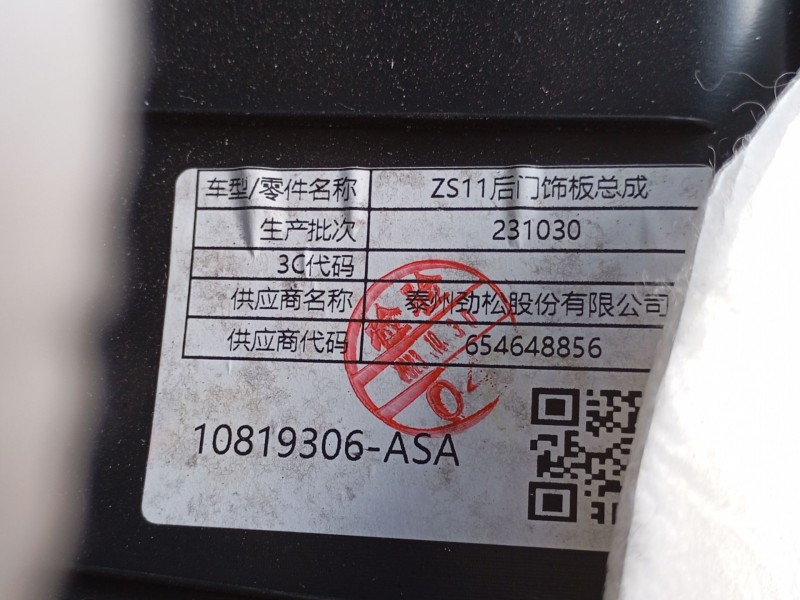 车型/零件名称 ZS11后门饰板总成
生产批次 231030
3C代码
供应商名称 泰州劲松股份有限公司
供应商代码 654648856
检验
10819306-ASA